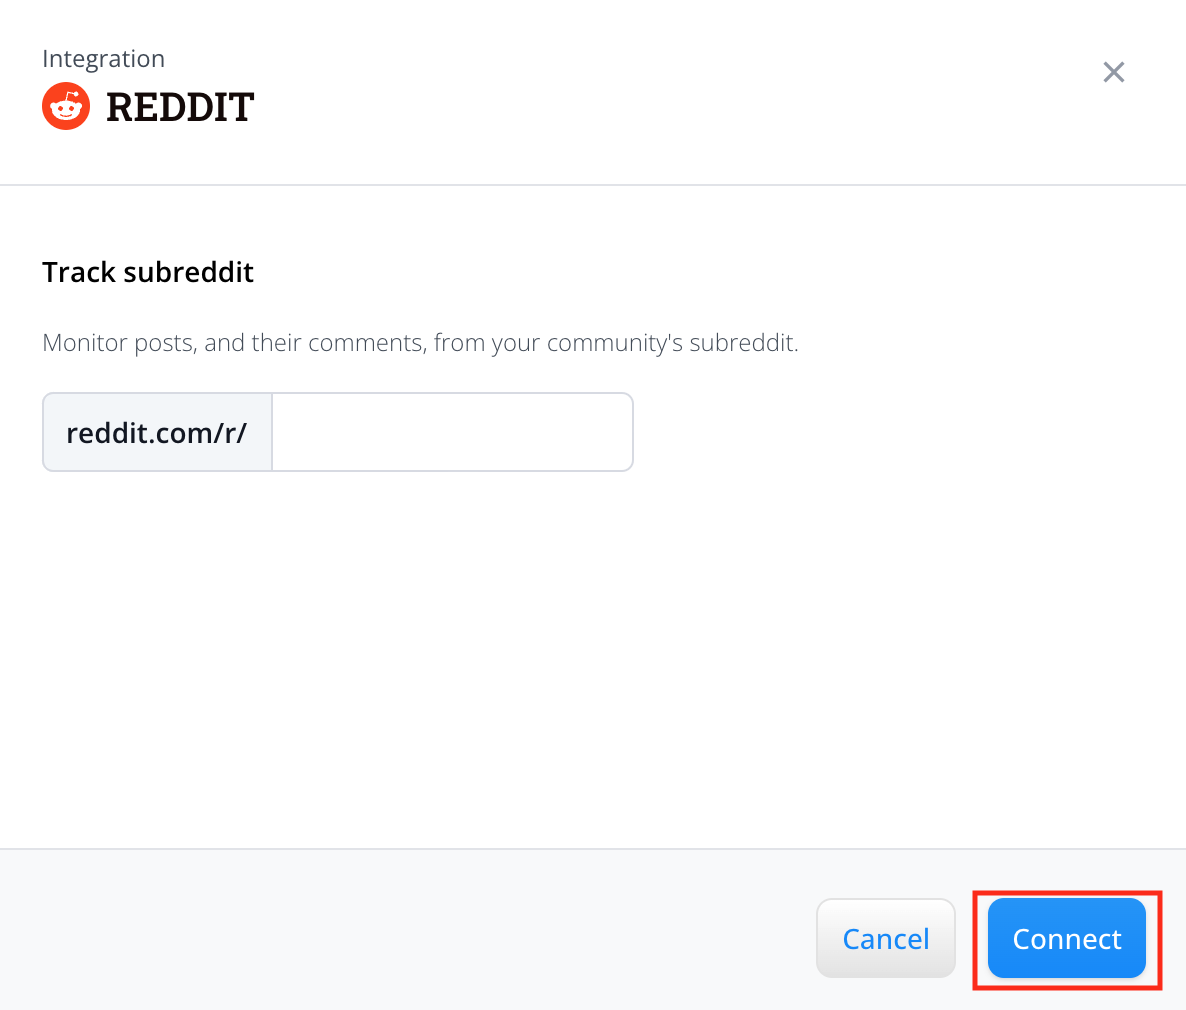 Integration
REDDIT
Track subreddit
Monitor posts, and their comments, from your community's subreddit.
reddit.com/r/
Cancel
Connect